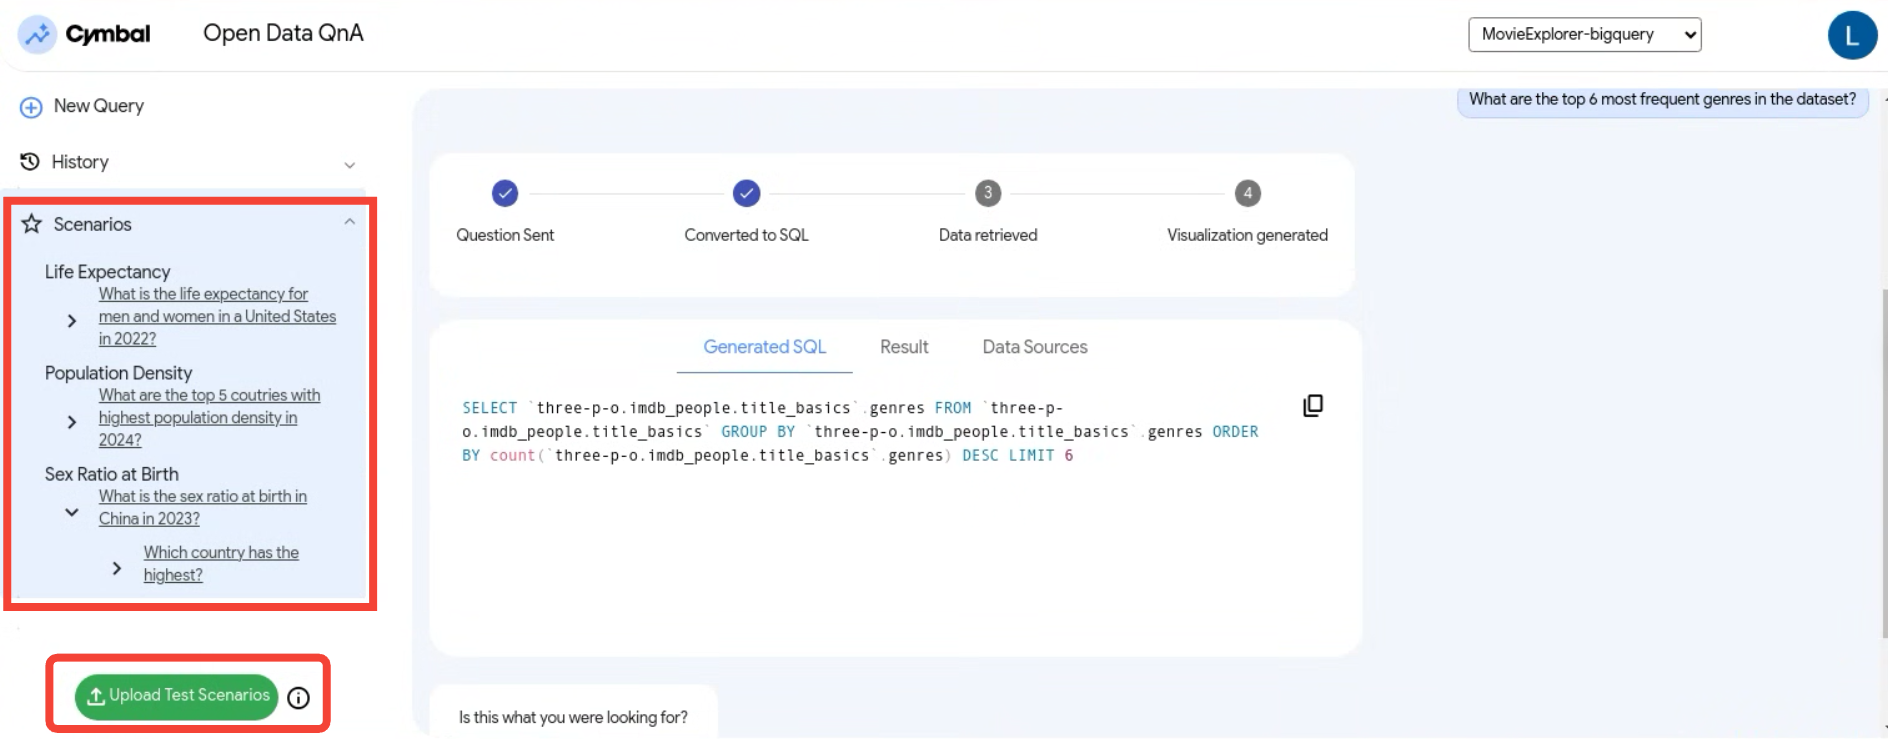 Cymbal
Open Data QnA
MovieExplorer-bigquery
L
New Query
History
Scenarios
Life Expectancy
What is the life expectancy for
men and women in a United States
in 2022?
Population Density
What are the top 5 coutries with
highest population density in
2024?
Sex Ratio at Birth
What is the sex ratio at birth in
China in 2023?
Which country has the
highest?
Upload Test Scenarios
What are the top 6 most frequent genres in the dataset?
3
4
Question Sent
Converted to SQL
Data retrieved
Visualization generated
Generated SQL
Result
Data Sources
SELECT `three-p-o.imdb_people.title_basics`.genres FROM `three-p-
o.imdb_people.title_basics` GROUP BY `three-p-o.imdb_people.title_basics`.genres ORDER
BY count(`three-p-o.imdb_people.title_basics`.genres) DESC LIMIT 6
Is this what you were looking for?